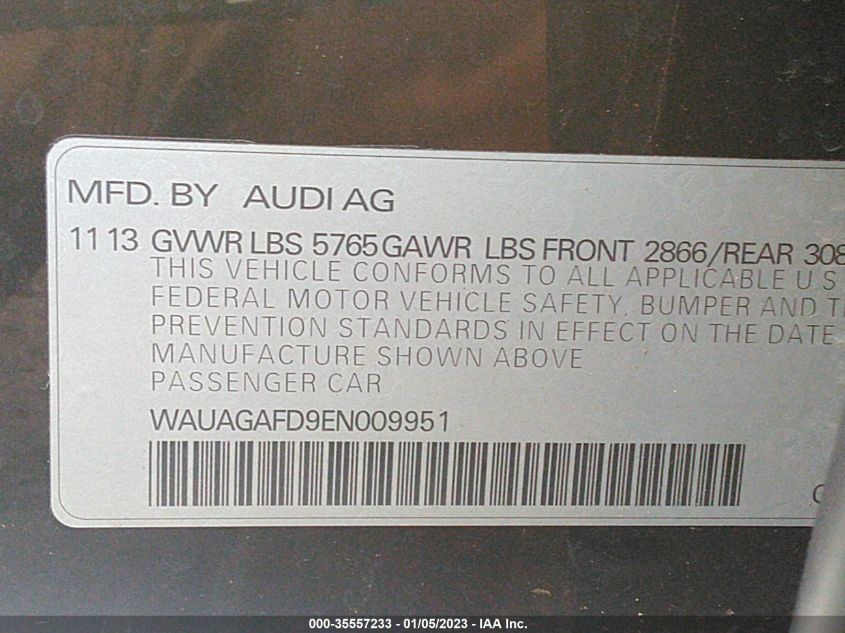 MFD. BY AUDI AG
11 13 GVWR LBS 5765 GAWR LBS FRONT 2866/REAR 308
THIS VEHICLE CONFORMS TO ALL APPLICABLE U S
FEDERAL MOTOR VEHICLE SAFETY, BUMPER AND
PREVENTION STANDARDS IN EFFECT ON THE DATE
MANUFACTURE SHOWN ABOVE
PASSENGER CAR
WAUAGAFD9EN009951
000-35557233 - 01/05/2023 - IAA Inc.